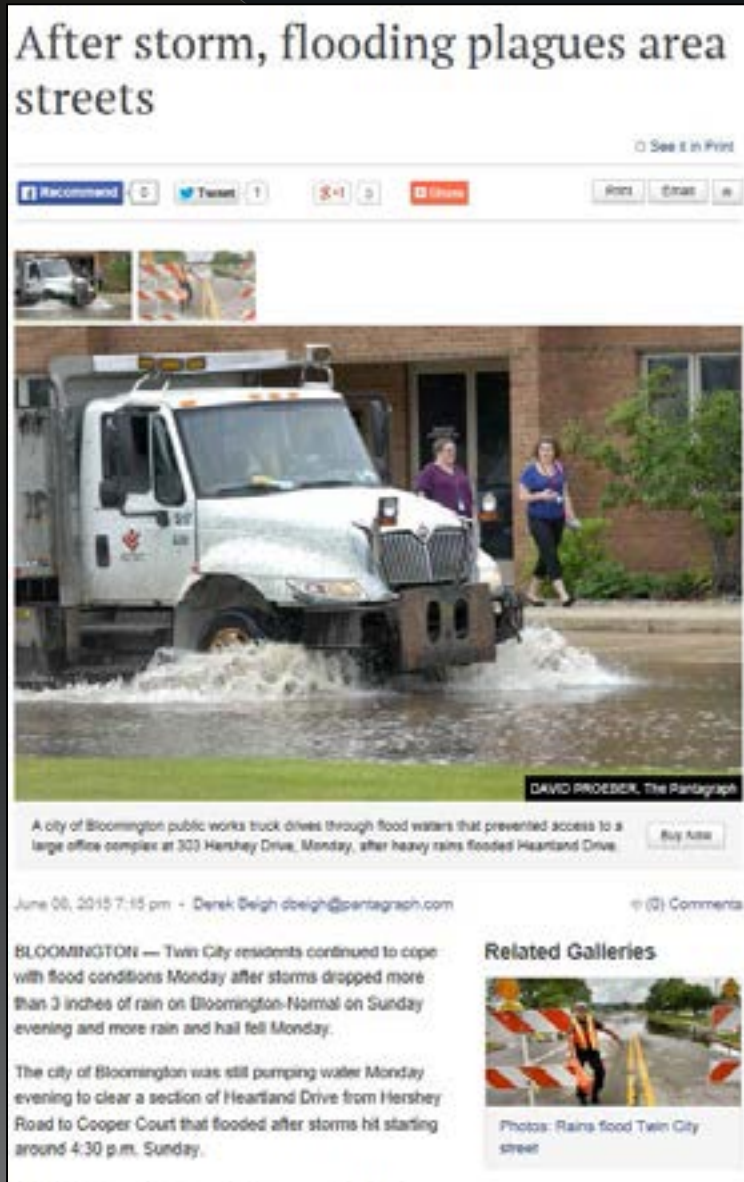 After storm, flooding plagues area
streets
See it in Print
Recommend 0 Tweet 1 +1 0 Share Print Email
DAVID PROEBER, The Pantagraph
A city of Bloomington public works truck drives through flood waters that prevented access to a
large office complex at 303 Hershey Drive, Monday, after heavy rains flooded Heartland Drive.
Buy Now
June 08, 2015 7:15 pm • Derek Beigh dbeigh@pantagraph.com
(0) Comments
BLOOMINGTON — Twin City residents continued to cope
with flood conditions Monday after storms dropped more
than 3 inches of rain on Bloomington-Normal on Sunday
evening and more rain and hail fell Monday.
The city of Bloomington was still pumping water Monday
evening to clear a section of Heartland Drive from Hershey
Road to Cooper Court that flooded after storms hit starting
around 4:30 p.m. Sunday.
Related Galleries
Photos: Rains flood Twin City
street